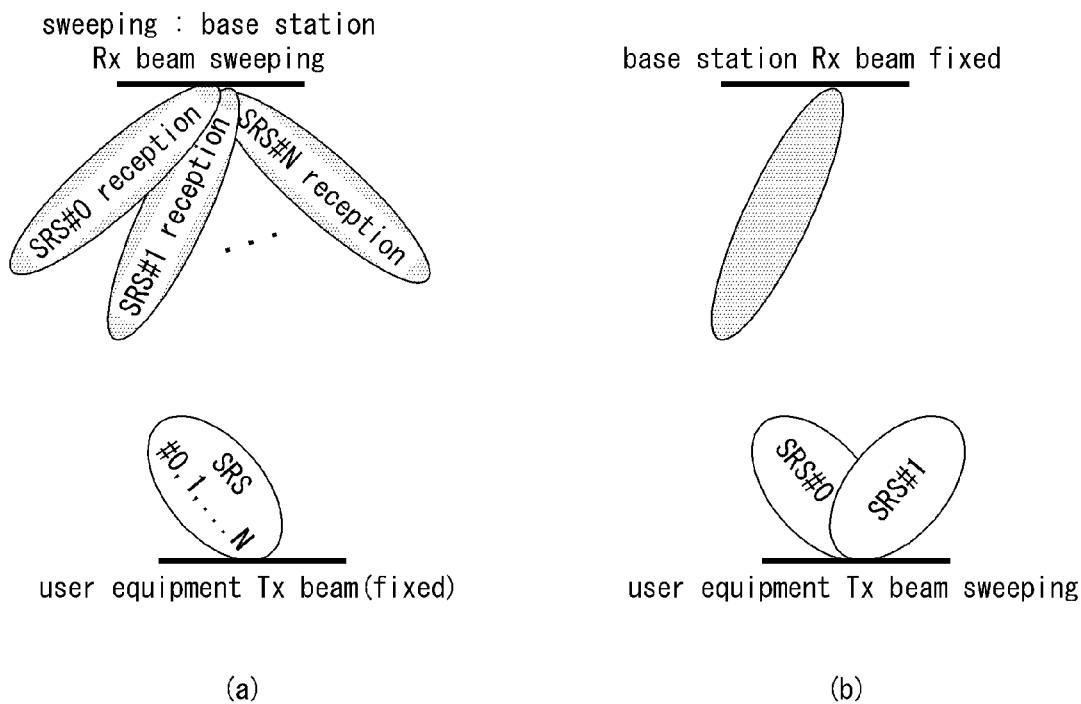 sweeping : base station
Rx beam sweeping
SRS#0 reception
SRS#1 reception
SRS#N reception
...
SRS
#0, 1, ... N
user equipment Tx beam(fixed)
(a)
base station Rx beam fixed
SRS#0
SRS#1
user equipment Tx beam sweeping
(b)